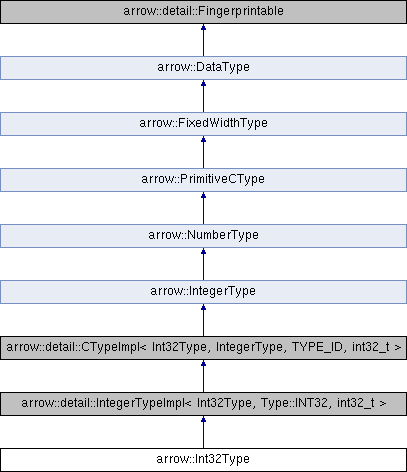 arrow::detail::Fingerprintable
arrow::DataType
arrow::FixedWidthType
arrow::PrimitiveCType
arrow::NumberType
arrow::IntegerType
arrow::detail::CTypeImpl< Int32Type, IntegerType, TYPE_ID, int32_t >
arrow::detail::IntegerTypeImpl< Int32Type, Type::INT32, int32_t >
arrow::Int32Type